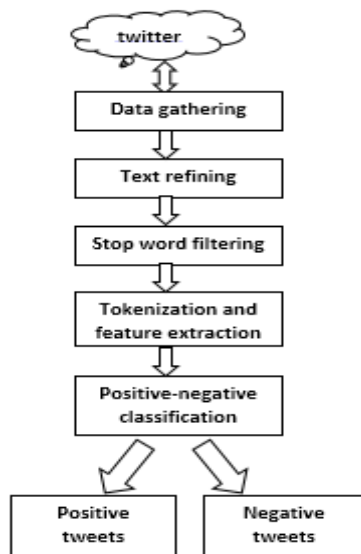 twitter
Data gathering
Text refining
Stop word filtering
Tokenization and
feature extraction
Positive-negative
classification
Positive
tweets
Negative
tweets